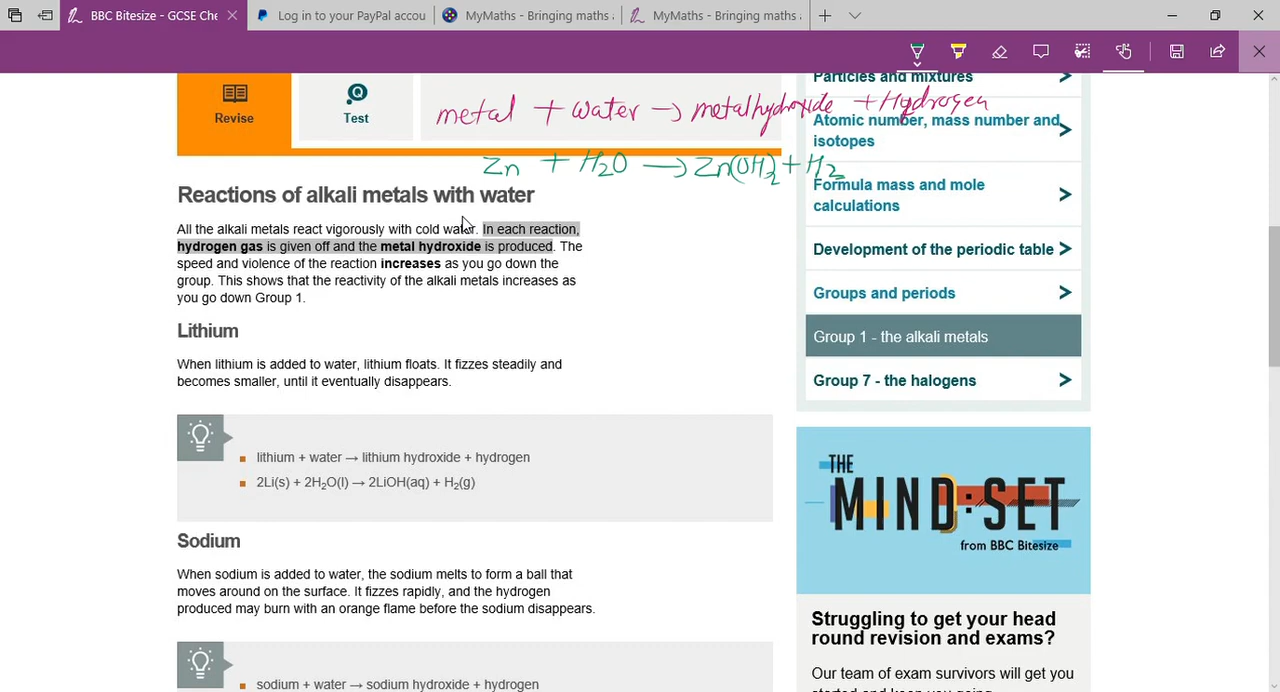 BBC Bitesize - GCSE Che
Log in to your PayPal accou
MyMaths - Bringing maths a
MyMaths - Bringing maths a
Revise
Test
metal + water → metalhydroxide + Hydrogen
Zn + H2O → Zn(OH)2 + H2
Reactions of alkali metals with water
All the alkali metals react vigorously with cold water. In each reaction,
hydrogen gas is given off and the metal hydroxide is produced. The
speed and violence of the reaction increases as you go down the
group. This shows that the reactivity of the alkali metals increases as
you go down Group 1.
Lithium
When lithium is added to water, lithium floats. It fizzes steadily and
becomes smaller, until it eventually disappears.
lithium + water → lithium hydroxide + hydrogen
2Li(s) + 2H₂O(l) → 2LiOH(aq) + H₂(g)
Sodium
When sodium is added to water, the sodium melts to form a ball that
moves around on the surface. It fizzes rapidly, and the hydrogen
produced may burn with an orange flame before the sodium disappears.
sodium + water → sodium hydroxide + hydrogen
Particles and mixtures
Atomic number, mass number and
isotopes
Formula mass and mole
calculations
Development of the periodic table
Groups and periods
Group 1 - the alkali metals
Group 7 - the halogens
THE
MIND:SET
from BBC Bitesize
Struggling to get your head
round revision and exams?
Our team of exam survivors will get you
started and keep you going